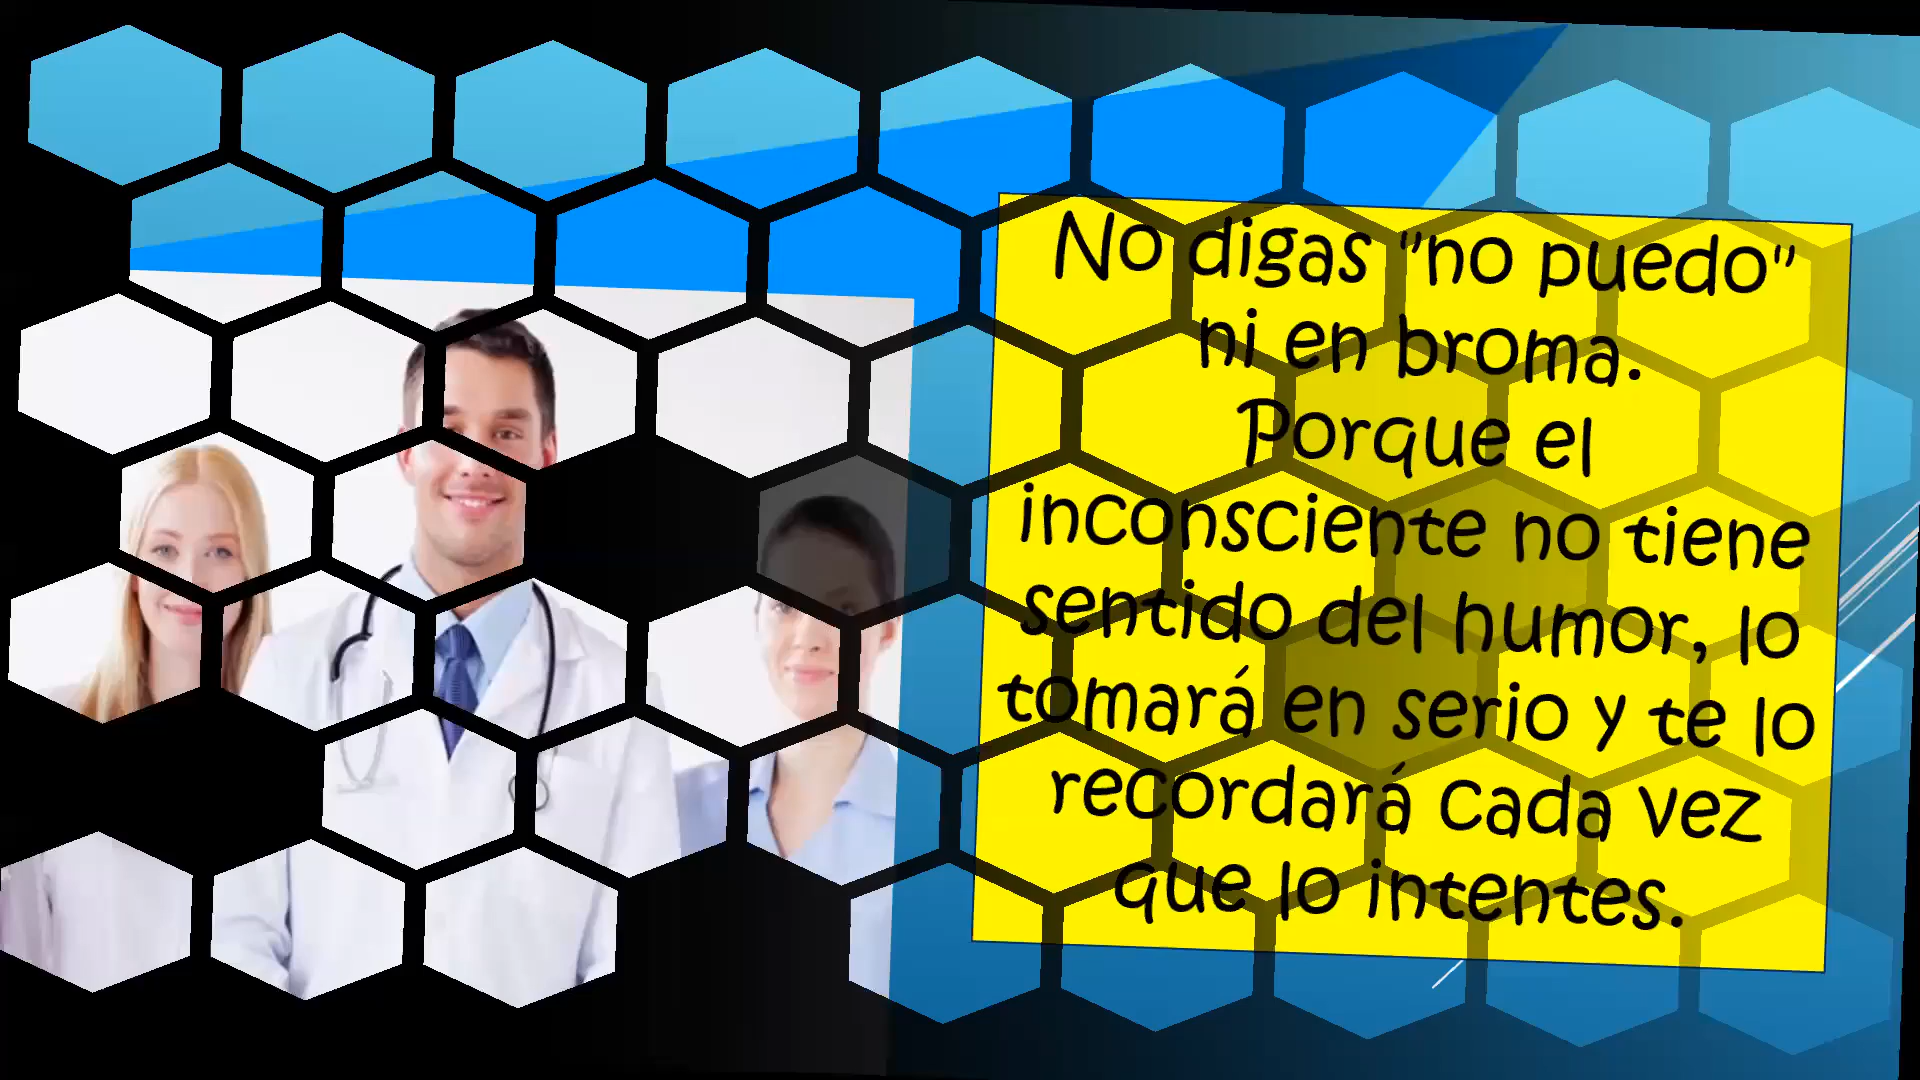 No digas "no puedo"
ni en broma.
Porque el
inconsciente no tiene
sentido del humor, lo
tomará en serio y te lo
recordará cada vez
que lo intentes.